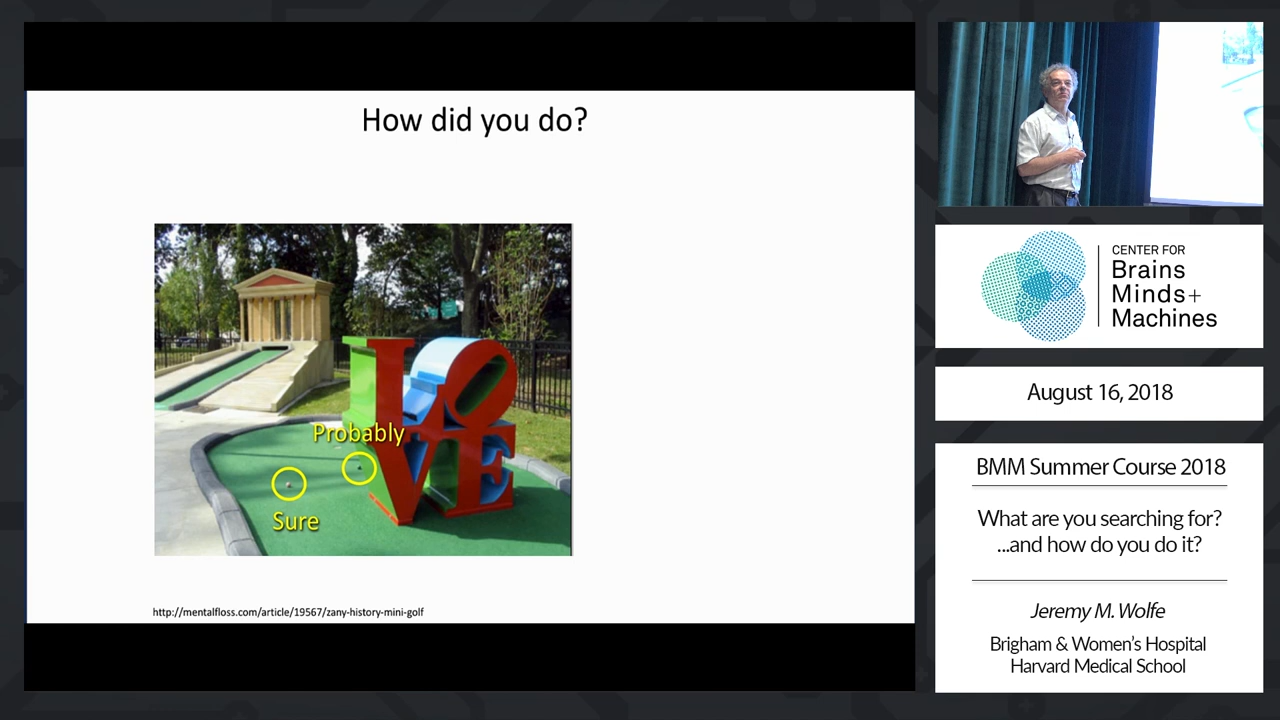 How did you do?
LO
VE
Probably
Sure
http://mentalfloss.com/article/19567/zany-history-mini-golf
CENTER FOR
Brains
Minds+
Machines
August 16, 2018
BMM Summer Course 2018
What are you searching for?
...and how do you do it?
Jeremy M. Wolfe
Brigham & Women's Hospital
Harvard Medical School